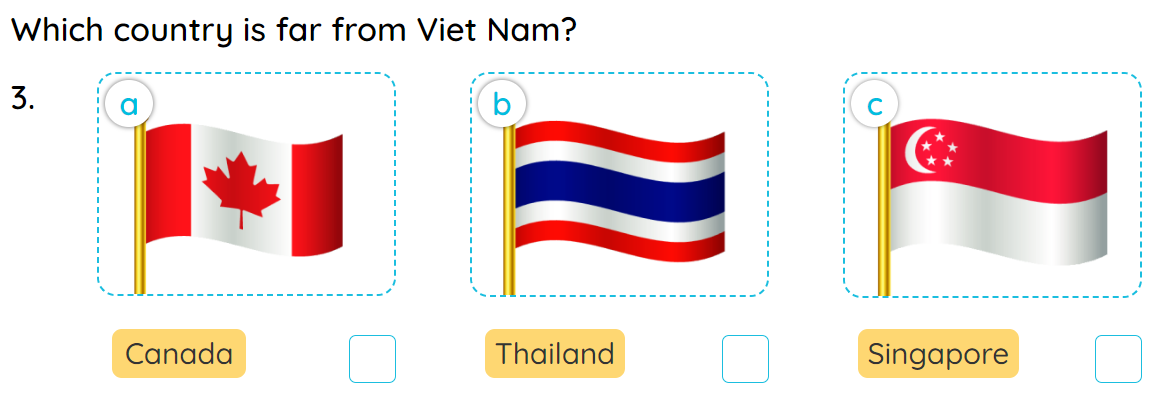 Which country is far from Viet Nam?
3.
a
b
c
Canada
Thailand
Singapore